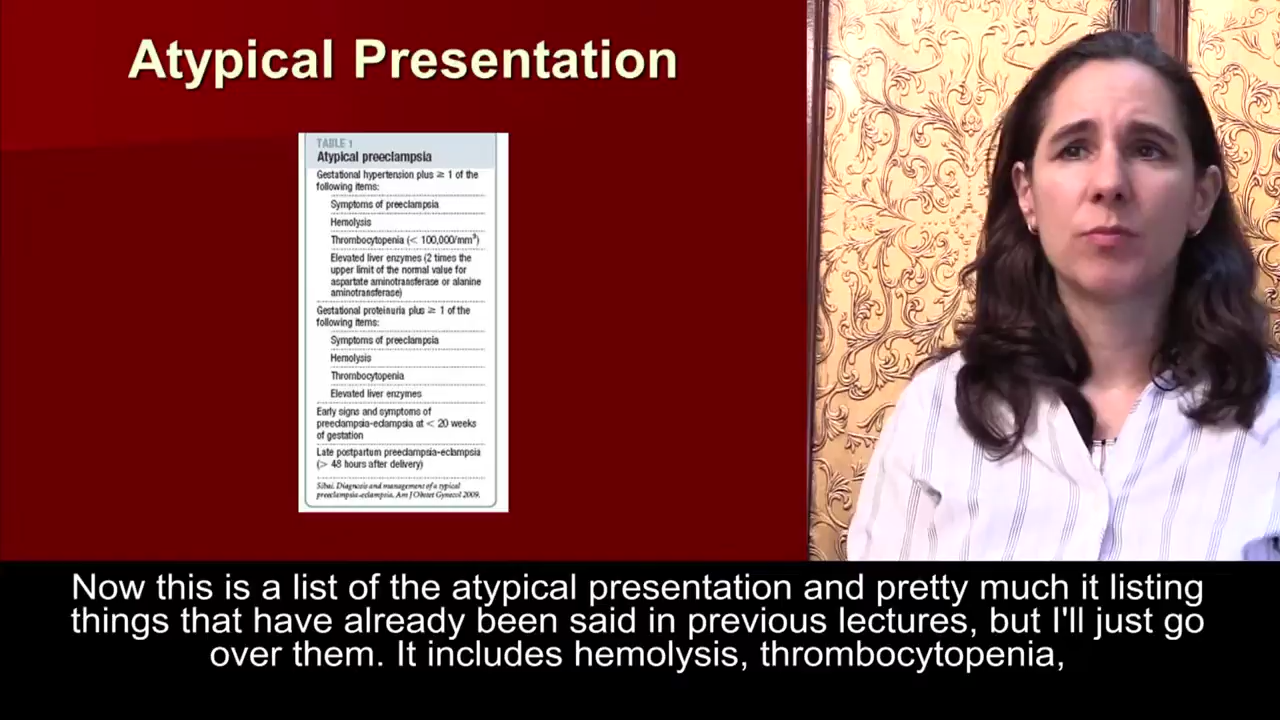 Atypical Presentation
TABLE 1
Atypical preeclampsia
Gestational hypertension plus ≥ 1 of the
following items:
Symptoms of preeclampsia
Hemolysis
Thrombocytopenia (< 100,000/mm³)
Elevated liver enzymes (2 times the
upper limit of the normal value for
aspartate aminotransferase or alanine
aminotransferase)
Gestational proteinuria plus ≥ 1 of the
following items:
Symptoms of preeclampsia
Hemolysis
Thrombocytopenia
Elevated liver enzymes
Early signs and symptoms of
preeclampsia-eclampsia at < 20 weeks
of gestation
Late postpartum preeclampsia-eclampsia
(> 48 hours after delivery)
Sibai. Diagnosis and management of a typical
preeclampsia-eclampsia. Am J Obstet Gynecol 2009.
Now this is a list of the atypical presentation and pretty much it listing
things that have already been said in previous lectures, but I'll just go
over them. It includes hemolysis, thrombocytopenia,